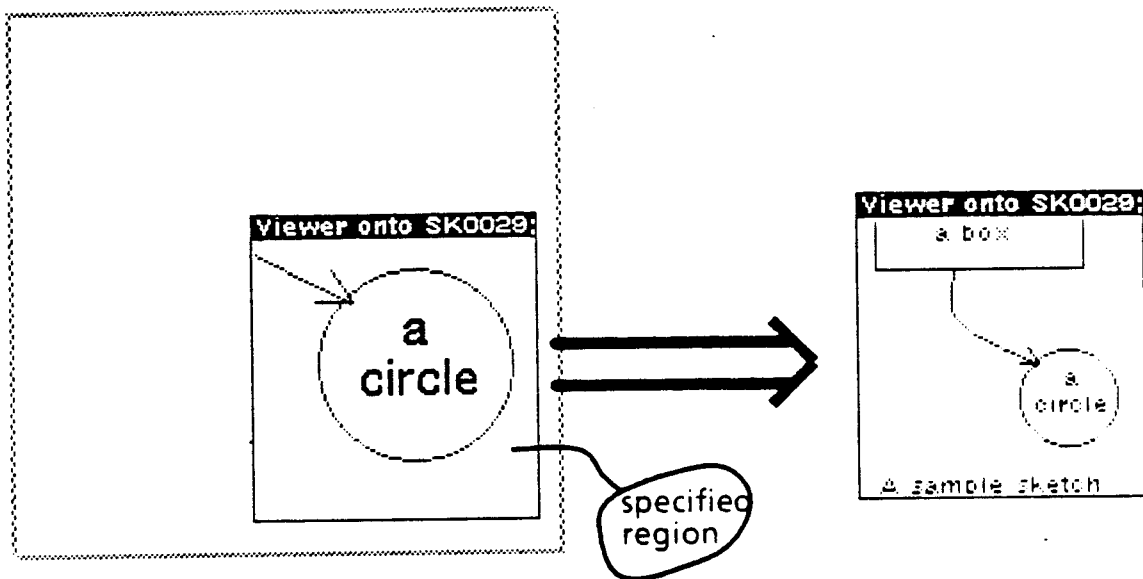 Viewer onto SK0029:
a
circle
specified
region
Viewer onto SK0029:
a box
a
circle
A sample sketch